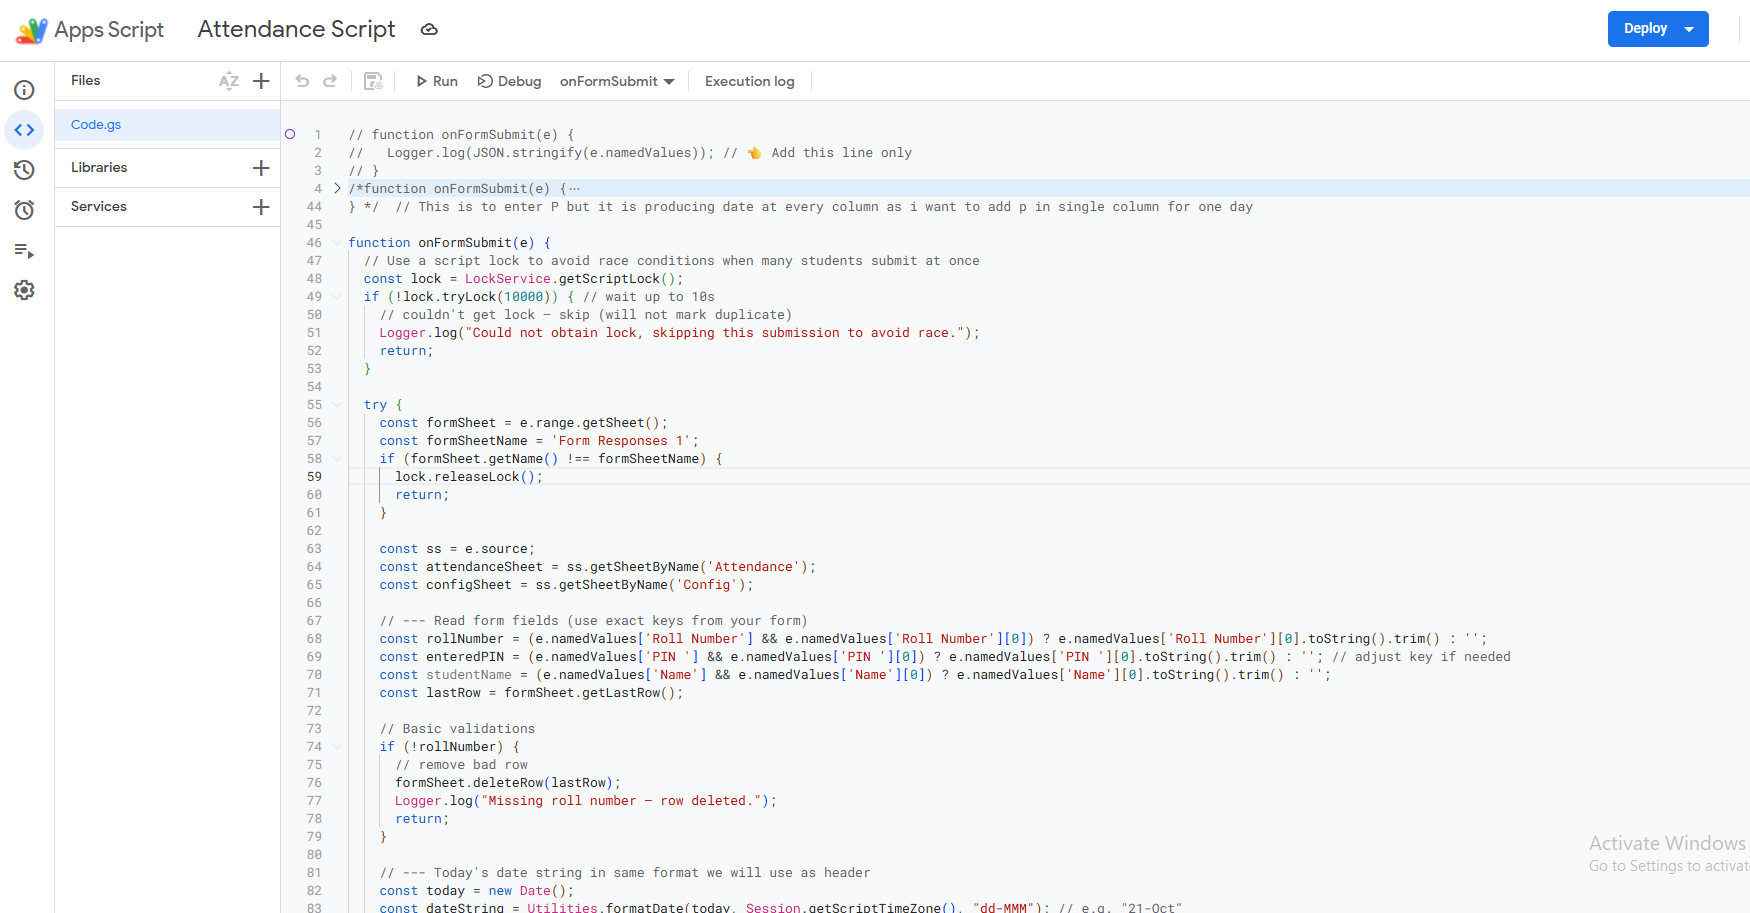 Apps Script
Attendance Script
Deploy
Files
AZ
Run
Debug
onFormSubmit
Execution log
Code.gs
Libraries
Services
1 // function onFormSubmit(e) {
2 //   Logger.log(JSON.stringify(e.namedValues)); // 👈 Add this line only
3 // }
4 /*function onFormSubmit(e) {···
44 } */  // This is to enter P but it is producing date at every column as i want to add p in single column for one day
45
46 function onFormSubmit(e) {
47   // Use a script lock to avoid race conditions when many students submit at once
48   const lock = LockService.getScriptLock();
49   if (!lock.tryLock(10000)) { // wait up to 10s
50     // couldn't get lock — skip (will not mark duplicate)
51     Logger.log("Could not obtain lock, skipping this submission to avoid race.");
52     return;
53   }
54
55   try {
56     const formSheet = e.range.getSheet();
57     const formSheetName = 'Form Responses 1';
58     if (formSheet.getName() !== formSheetName) {
59       lock.releaseLock();
60       return;
61     }
62
63     const ss = e.source;
64     const attendanceSheet = ss.getSheetByName('Attendance');
65     const configSheet = ss.getSheetByName('Config');
66
67     // --- Read form fields (use exact keys from your form)
68     const rollNumber = (e.namedValues['Roll Number'] && e.namedValues['Roll Number'][0]) ? e.namedValues['Roll Number'][0].toString().trim() : '';
69     const enteredPIN = (e.namedValues['PIN '] && e.namedValues['PIN '][0]) ? e.namedValues['PIN '][0].toString().trim() : ''; // adjust key if needed
70     const studentName = (e.namedValues['Name'] && e.namedValues['Name'][0]) ? e.namedValues['Name'][0].toString().trim() : '';
71     const lastRow = formSheet.getLastRow();
72
73     // Basic validations
74     if (!rollNumber) {
75       // remove bad row
76       formSheet.deleteRow(lastRow);
77       Logger.log("Missing roll number — row deleted.");
78       return;
79     }
80
81     // --- Today's date string in same format we will use as header
82     const today = new Date();
83     const dateString = Utilities.formatDate(today, Session.getScriptTimeZone(), "dd-MMM"); // e.g. "21-Oct"
Activate Windows
Go to Settings to activat